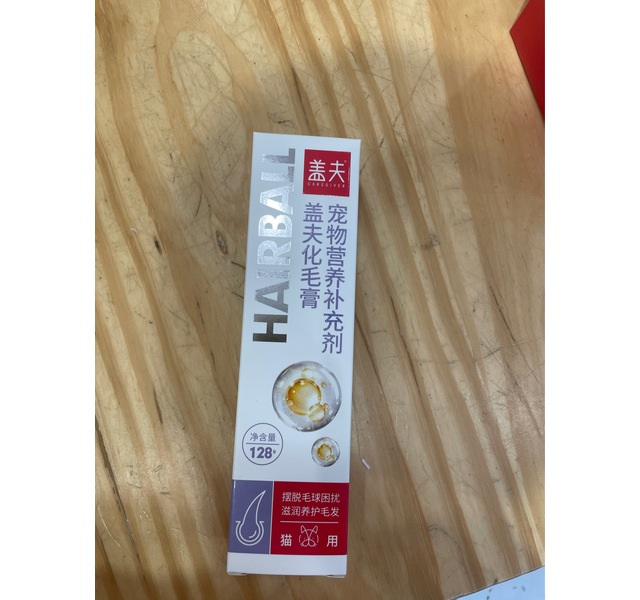 盖夫
CAREGIVER
HAIRBALL
宠物营养补充剂
盖夫化毛膏
净含量
128g
摆脱毛球困扰
滋润养护毛发
猫 用